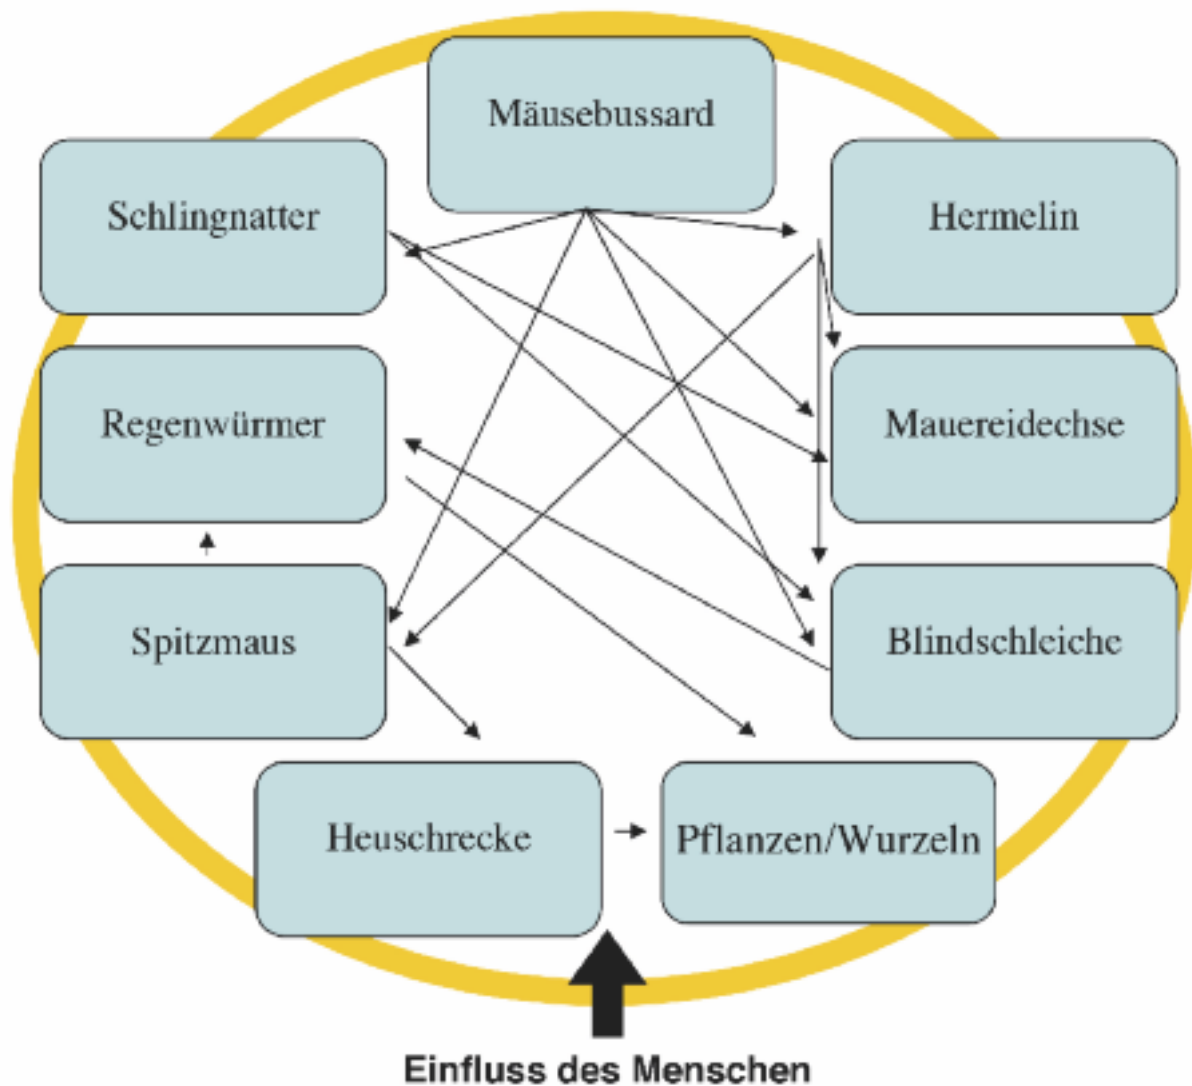 Mäusebussard
Schlingnatter
Hermelin
Regenwürmer
Mauereidechse
Spitzmaus
Blindschleiche
Heuschrecke
Pflanzen/Wurzeln
Einfluss des Menschen